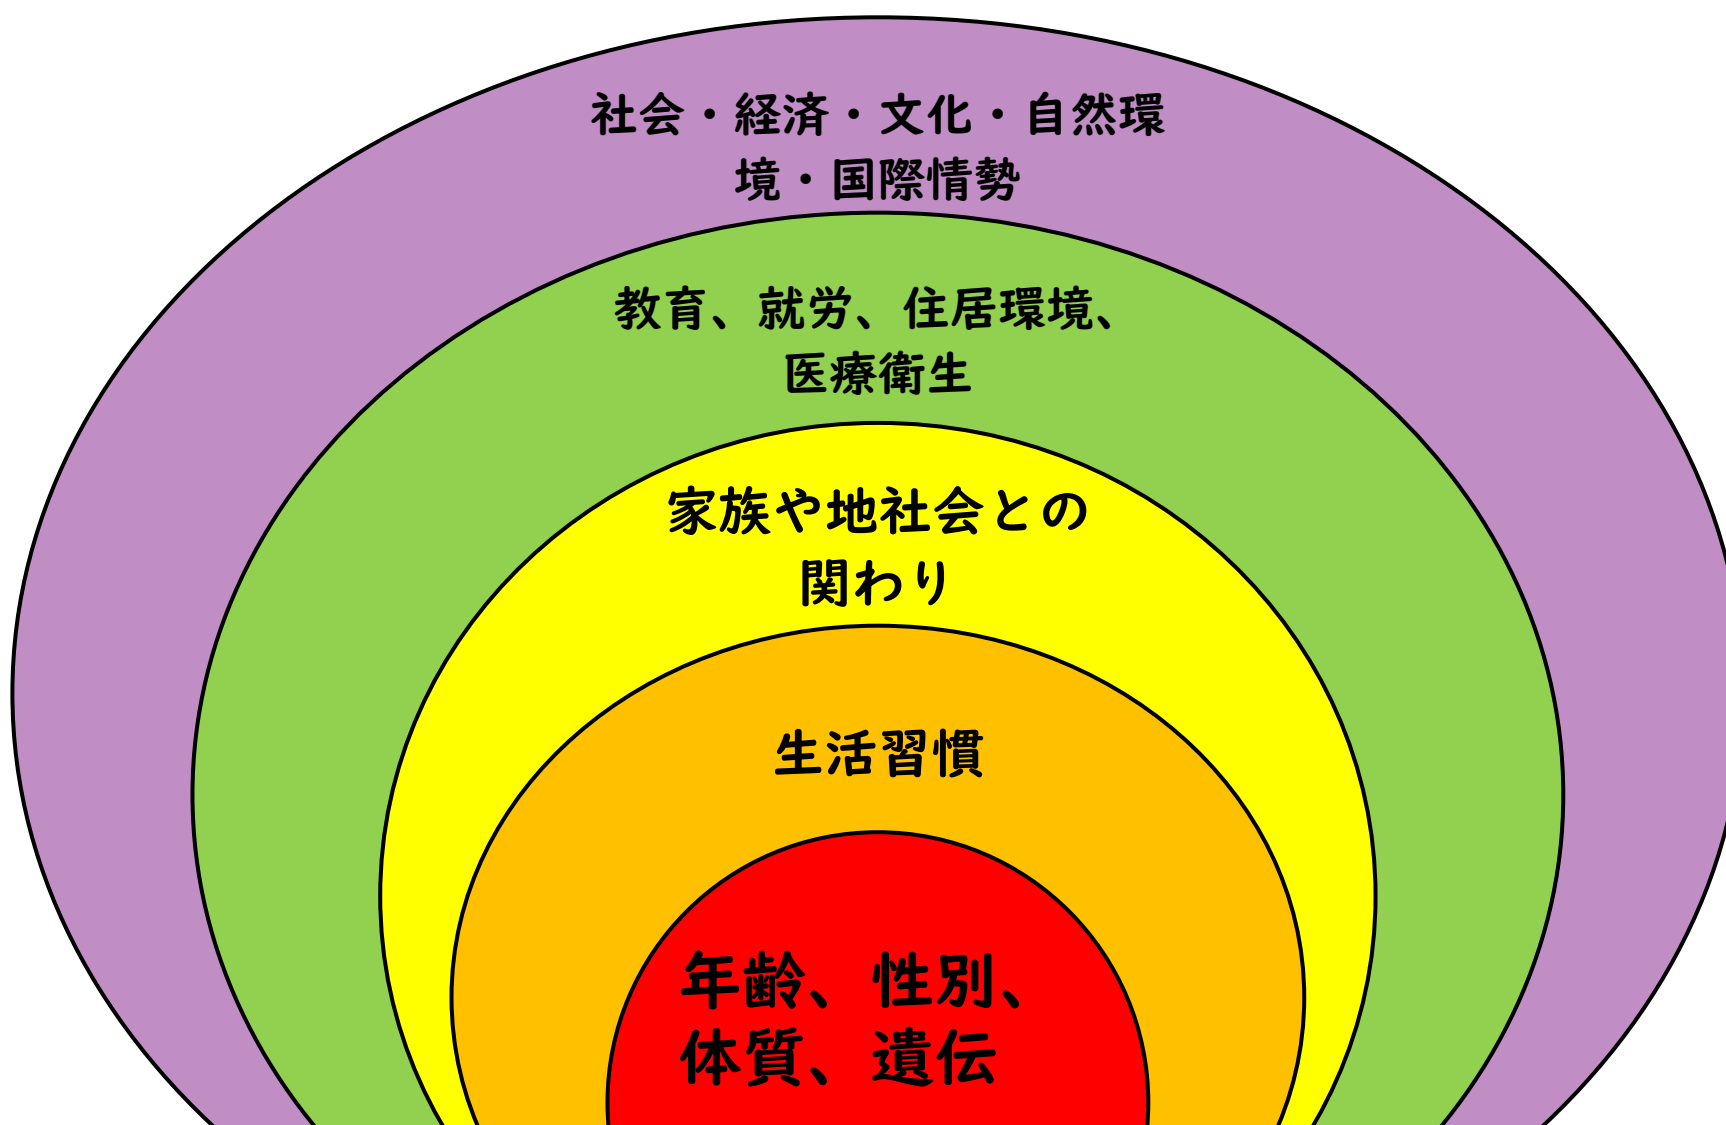 社会・経済・文化・自然環
境・国際情勢
教育、就労、住居環境、
医療衛生
家族や地社会との
関わり
生活習慣
年齢、性別、
体質、遺伝